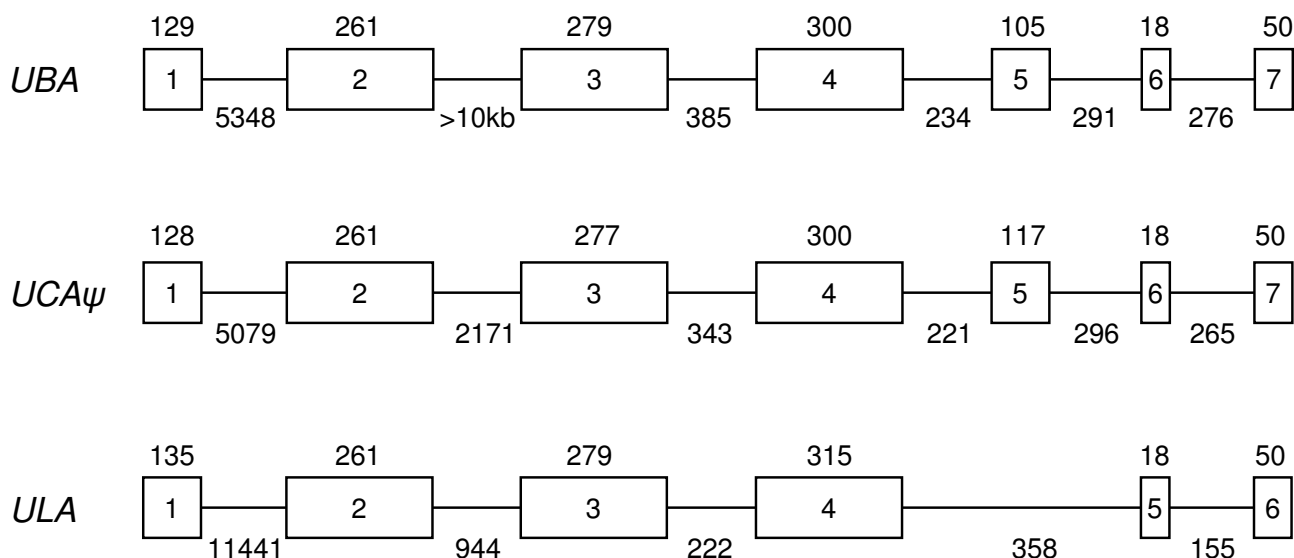 129 261 279 300 105 18 50
UBA 1 2 3 4 5 6 7
5348 >10kb 385 234 291 276
128 261 277 300 117 18 50
UCAψ 1 2 3 4 5 6 7
5079 2171 343 221 296 265
135 261 279 315 18 50
ULA 1 2 3 4 5 6
11441 944 222 358 155